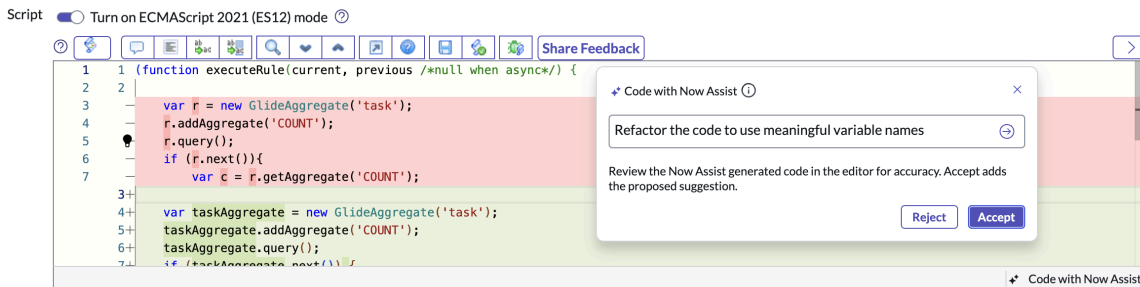 Script Turn on ECMAScript 2021 (ES12) mode
Share Feedback
1 1 (function executeRule(current, previous /*null when async*/) {
2 2
3 — var r = new GlideAggregate('task');
4 — r.addAggregate('COUNT');
5 — r.query();
6 — if (r.next()){
7 — var c = r.getAggregate('COUNT');
3+
4+ var taskAggregate = new GlideAggregate('task');
5+ taskAggregate.addAggregate('COUNT');
6+ taskAggregate.query();
7+ if (taskAggregate.next()) {
Code with Now Assist
Refactor the code to use meaningful variable names
Review the Now Assist generated code in the editor for accuracy. Accept adds
the proposed suggestion.
Reject Accept
Code with Now Assist